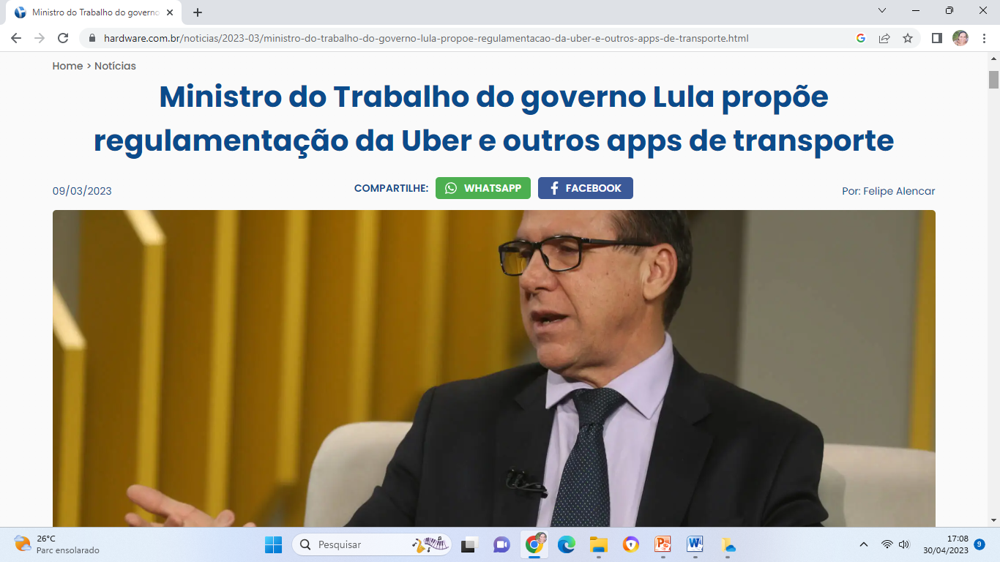 Ministro do Trabalho do governo
hardware.com.br/noticias/2023-03/ministro-do-trabalho-do-governo-lula-propoe-regulamentacao-da-uber-e-outros-apps-de-transporte.html
Home > Notícias
Ministro do Trabalho do governo Lula propõe
regulamentação da Uber e outros apps de transporte
09/03/2023
COMPARTILHE: WHATSAPP FACEBOOK
Por: Felipe Alencar
26°C
Parc ensolarado
Pesquisar
17:08
30/04/2023
9